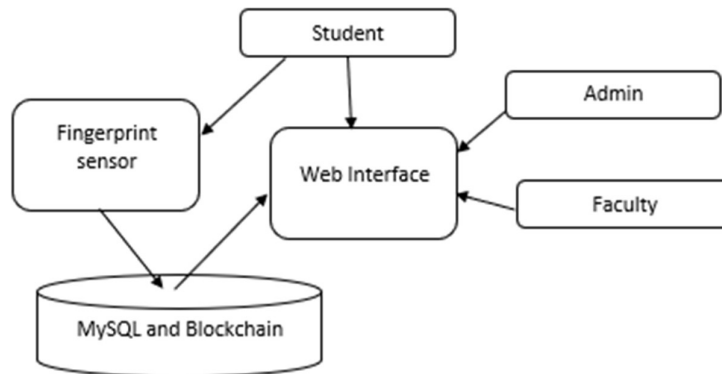 Student
Admin
Fingerprint
sensor
Web Interface
Faculty
MySQL and Blockchain